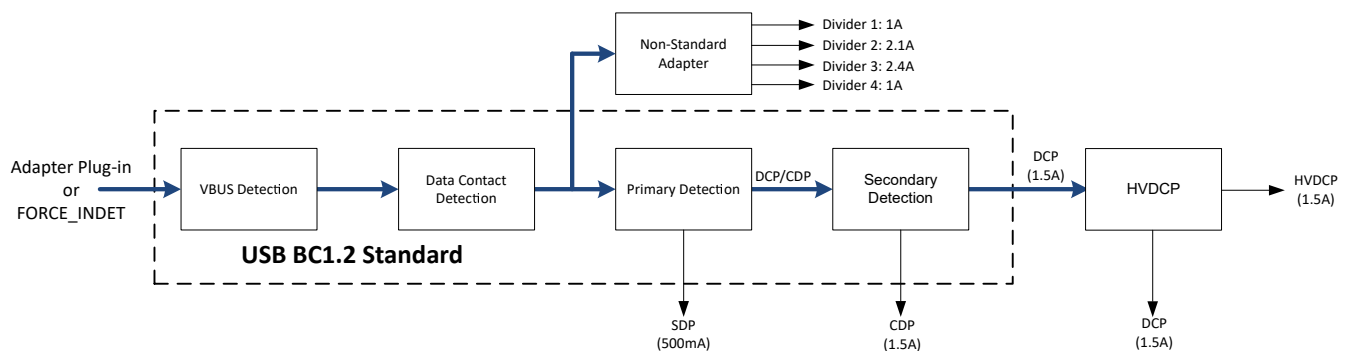 Non-Standard
Adapter
Divider 1: 1A
Divider 2: 2.1A
Divider 3: 2.4A
Divider 4: 1A
Adapter Plug-in
or
FORCE_INDET
VBUS Detection
Data Contact
Detection
Primary Detection
DCP/CDP
Secondary
Detection
DCP
(1.5A)
HVDCP
HVDCP
(1.5A)
USB BC1.2 Standard
SDP
(500mA)
CDP
(1.5A)
DCP
(1.5A)